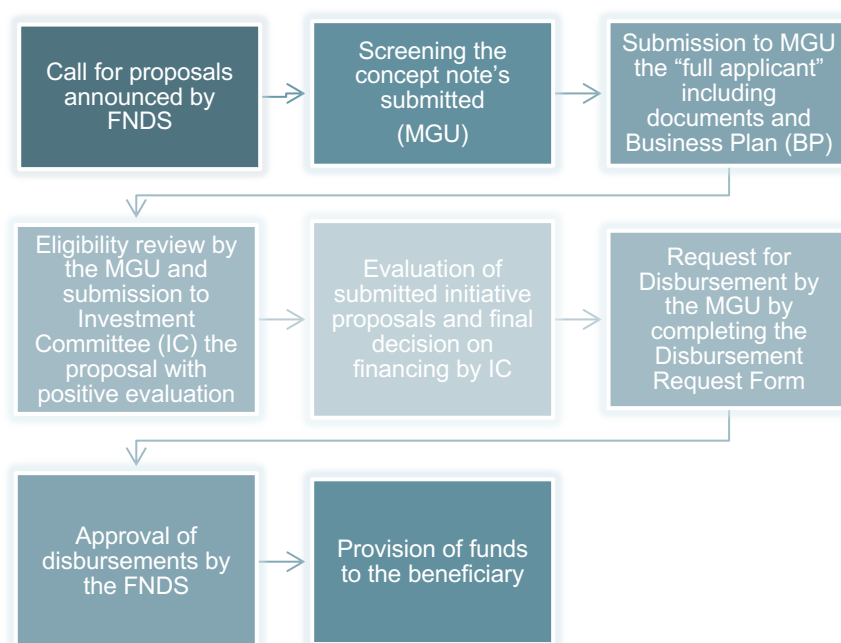 Call for proposals
announced by
FNDS
Screening the
concept note's
submitted
(MGU)
Submission to MGU
the “full applicant”
including
documents and
Business Plan (BP)
Eligibility review by
the MGU and
submission to
Investment
Committee (IC) the
proposal with
positive evaluation
Evaluation of
submitted initiative
proposals and final
decision on
financing by IC
Request for
Disbursement by
the MGU by
completing the
Disbursement
Request Form
Approval of
disbursements by
the FNDS
Provision of funds
to the beneficiary